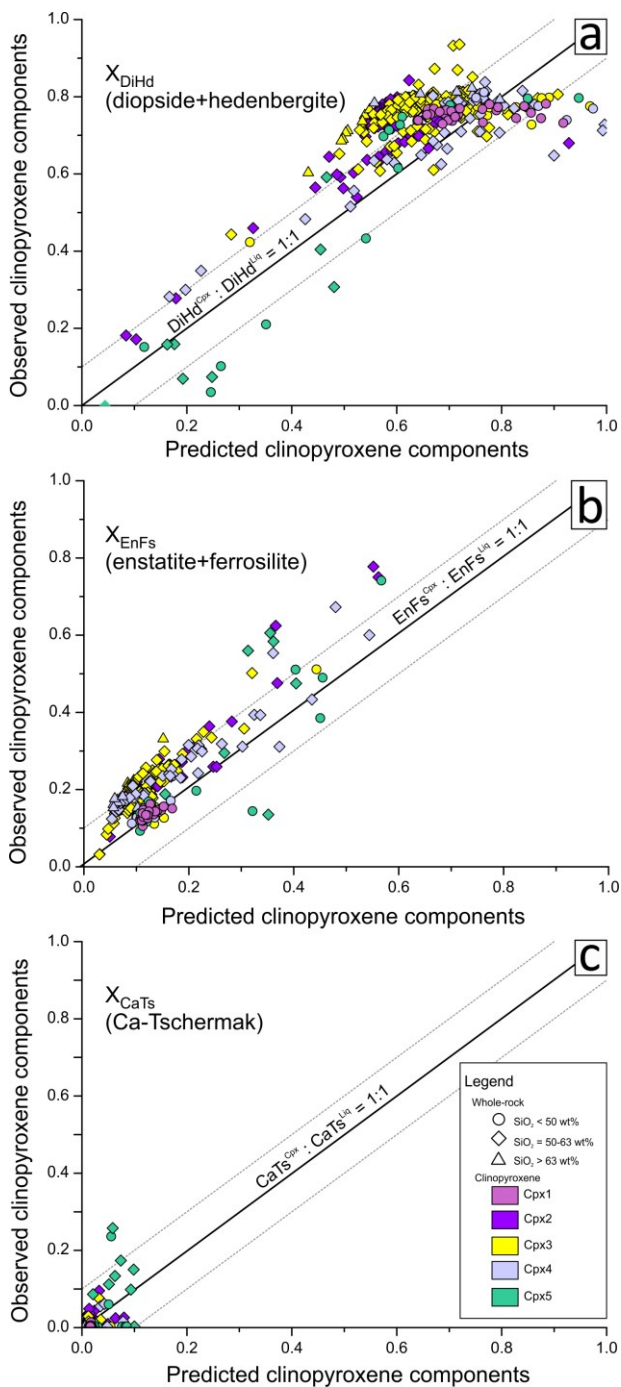 a
X_DiHd
(diopside+hedenbergite)
DiHd^Cpx : DiHd^Liq = 1:1
Observed clinopyroxene components
1.0
0.8
0.6
0.4
0.2
0.0
0.0 0.2 0.4 0.6 0.8 1.0
Predicted clinopyroxene components
b
X_EnFs
(enstatite+ferrosilite)
EnFs^Cpx : EnFs^Liq = 1:1
Observed clinopyroxene components
1.0
0.8
0.6
0.4
0.2
0.0
0.0 0.2 0.4 0.6 0.8 1.0
Predicted clinopyroxene components
c
X_CaTs
(Ca-Tschermak)
CaTs^Cpx : CaTs^Liq = 1:1
Observed clinopyroxene components
1.0
0.8
0.6
0.4
0.2
0.0
0.0 0.2 0.4 0.6 0.8 1.0
Predicted clinopyroxene components
Legend
Whole-rock
SiO₂ < 50 wt%
SiO₂ = 50-63 wt%
SiO₂ > 63 wt%
Clinopyroxene
Cpx1
Cpx2
Cpx3
Cpx4
Cpx5